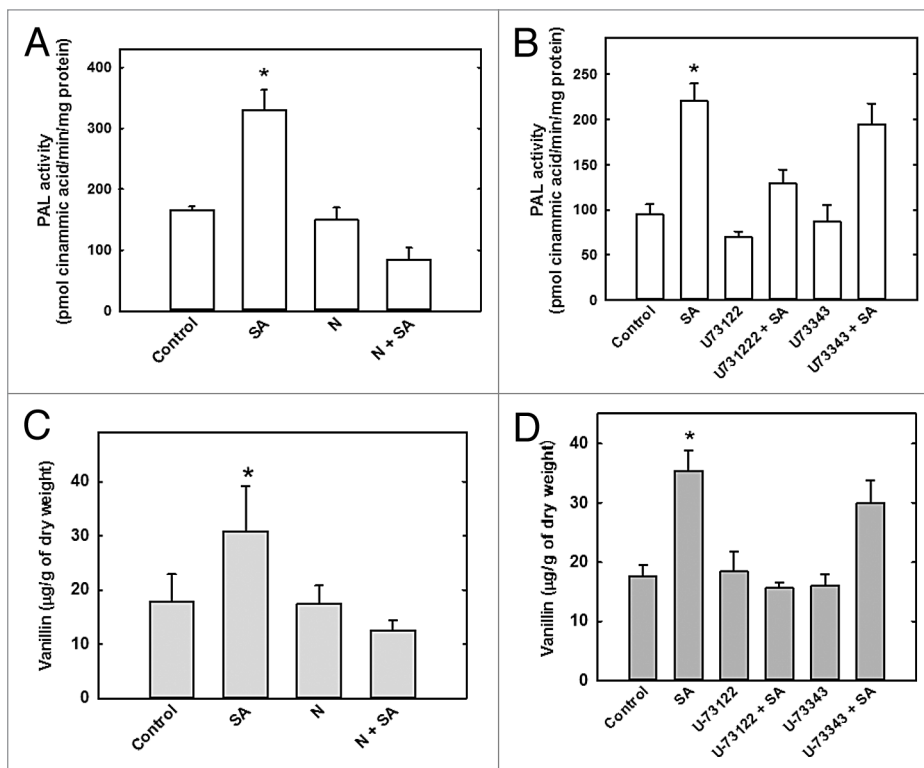 A
PAL activity
(pmol cinammic acid/min/mg protein)
400
300
200
100
0
*
Control
SA
N
N + SA
B
PAL activity
(pmol cinammic acid/min/mg protein)
250
200
150
100
50
0
*
Control
SA
U73122
U731222 + SA
U73343
U73343 + SA
C
Vanillin (µg/g of dry weight)
40
30
20
10
0
*
Control
SA
N
N + SA
D
Vanillin (µg/g of dry weight)
40
30
20
10
0
*
Control
SA
U-73122
U-73122 + SA
U-73343
U-73343 + SA